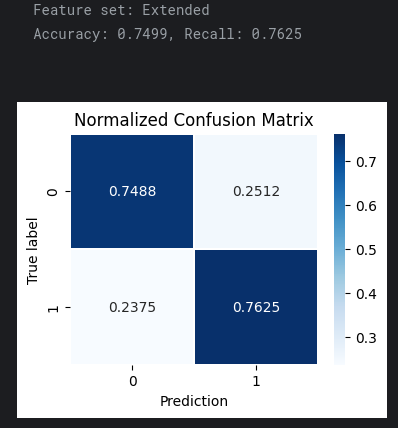 Feature set: Extended
Accuracy: 0.7499, Recall: 0.7625
Normalized Confusion Matrix
0.7488 0.2512
0.2375 0.7625
0
1
True label
0 1
Prediction
0.7
0.6
0.5
0.4
0.3